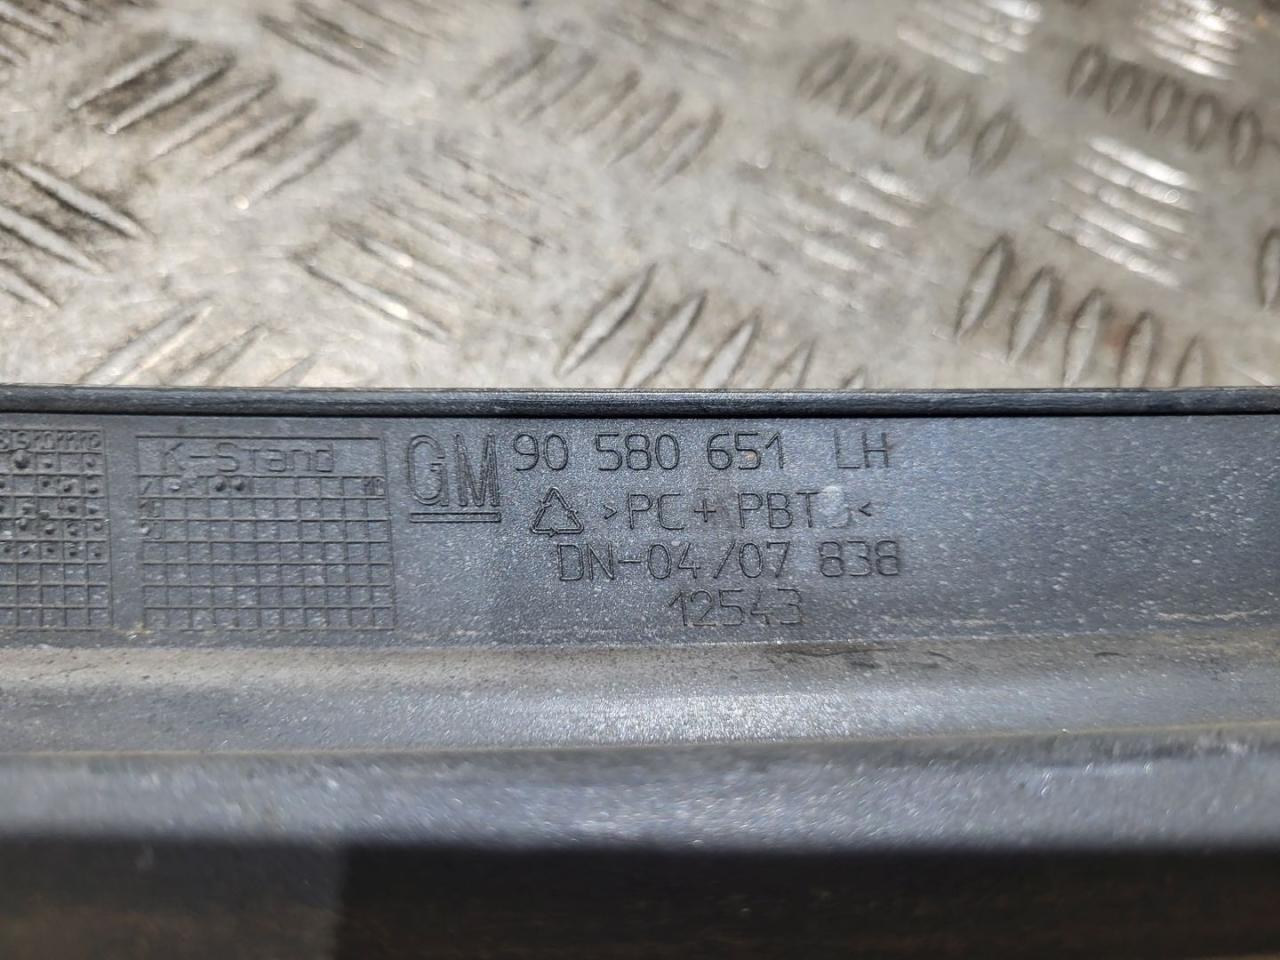 K-Stand
GM 90 580 651 LH
>PC+PBT<
DN-04/07 838
12543